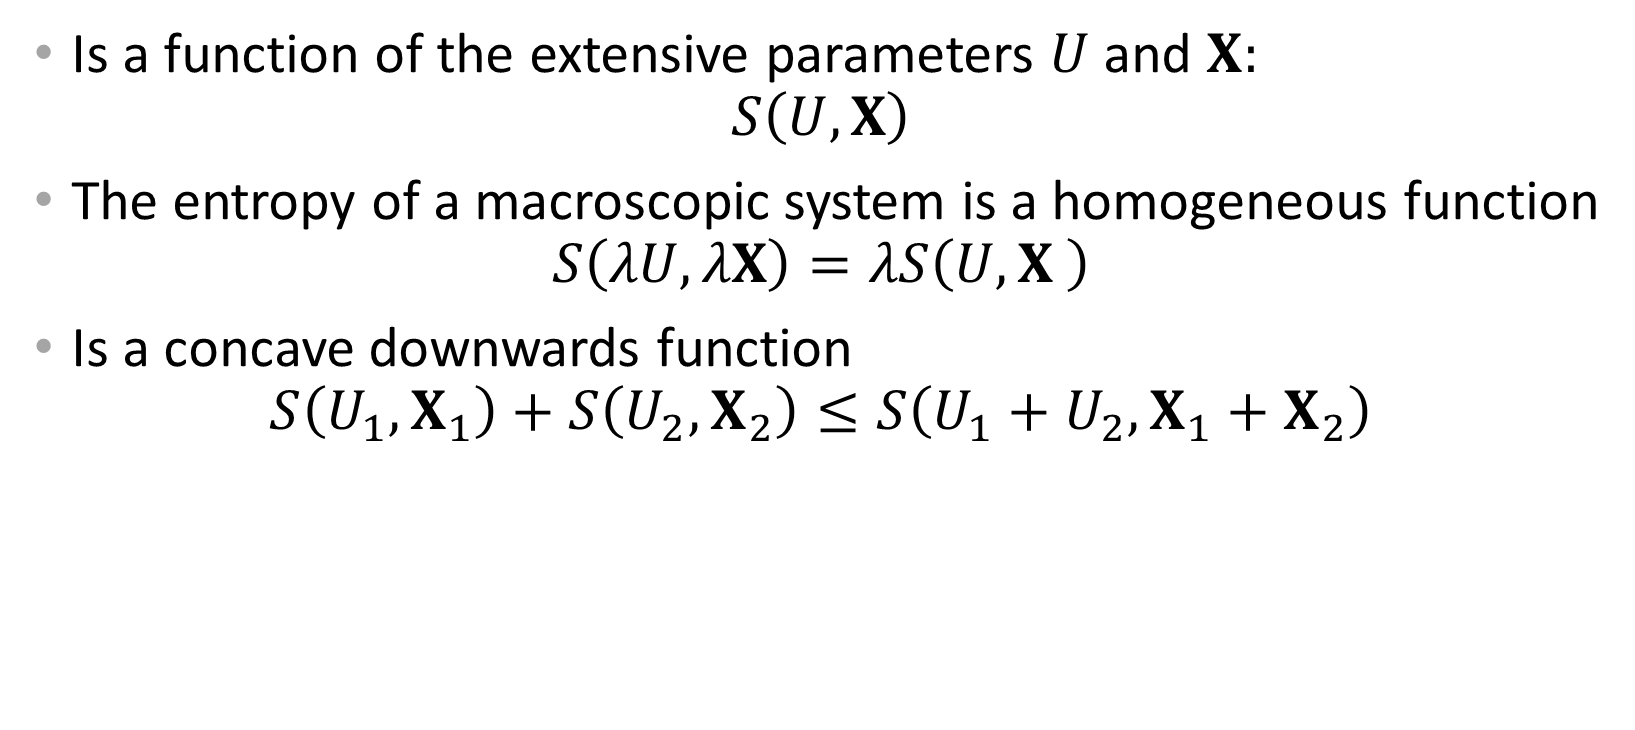 • Is a function of the extensive parameters 𝑈 and 𝐗:
𝑆(𝑈, 𝐗)
• The entropy of a macroscopic system is a homogeneous function
𝑆(𝜆𝑈, 𝜆𝐗) = 𝜆𝑆(𝑈, 𝐗 )
• Is a concave downwards function
𝑆(𝑈₁, 𝐗₁) + 𝑆(𝑈₂, 𝐗₂) ≤ 𝑆(𝑈₁ + 𝑈₂, 𝐗₁ + 𝐗₂)